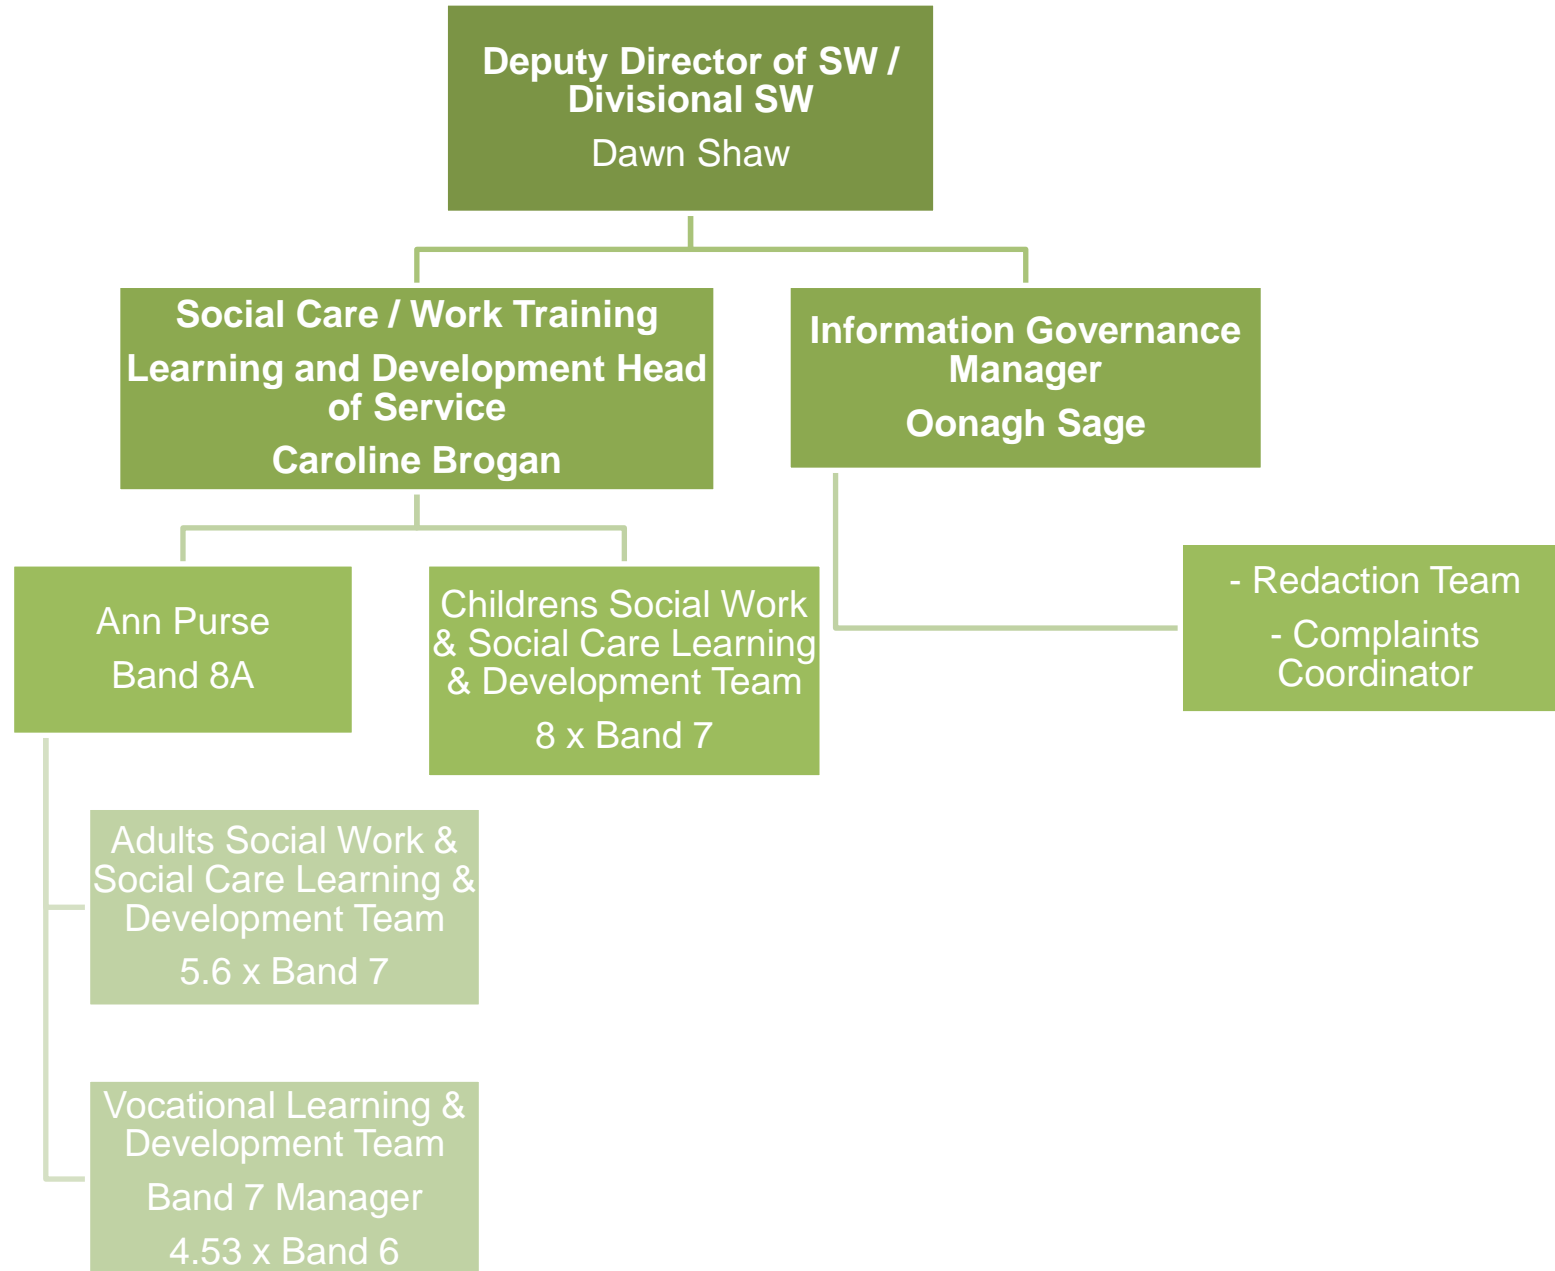 Deputy Director of SW /
Divisional SW
Dawn Shaw
Social Care / Work Training
Learning and Development Head
of Service
Caroline Brogan
Information Governance
Manager
Oonagh Sage
Ann Purse
Band 8A
Childrens Social Work
& Social Care Learning
& Development Team
8 x Band 7
- Redaction Team
- Complaints
Coordinator
Adults Social Work &
Social Care Learning &
Development Team
5.6 x Band 7
Vocational Learning &
Development Team
Band 7 Manager
4.53 x Band 6